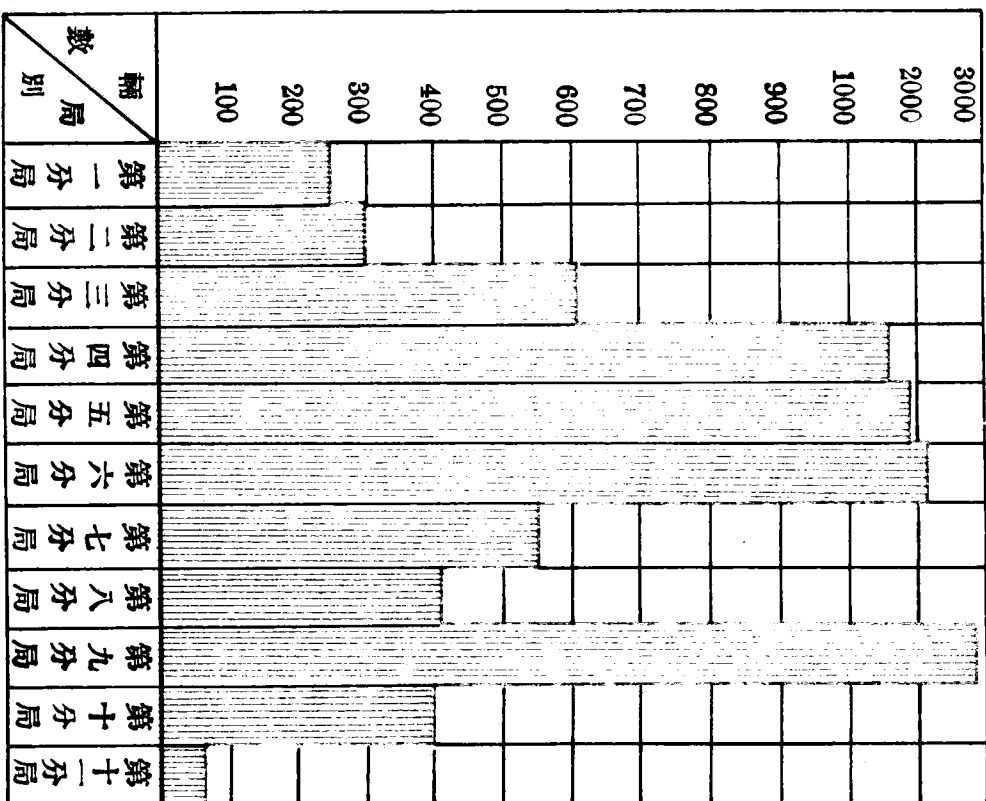 輛數
局別
100
200
300
400
500
600
700
800
900
1000
2000
3000
第一分局
第二分局
第三分局
第四分局
第五分局
第六分局
第七分局
第八分局
第九分局
第十分局
第十一分局